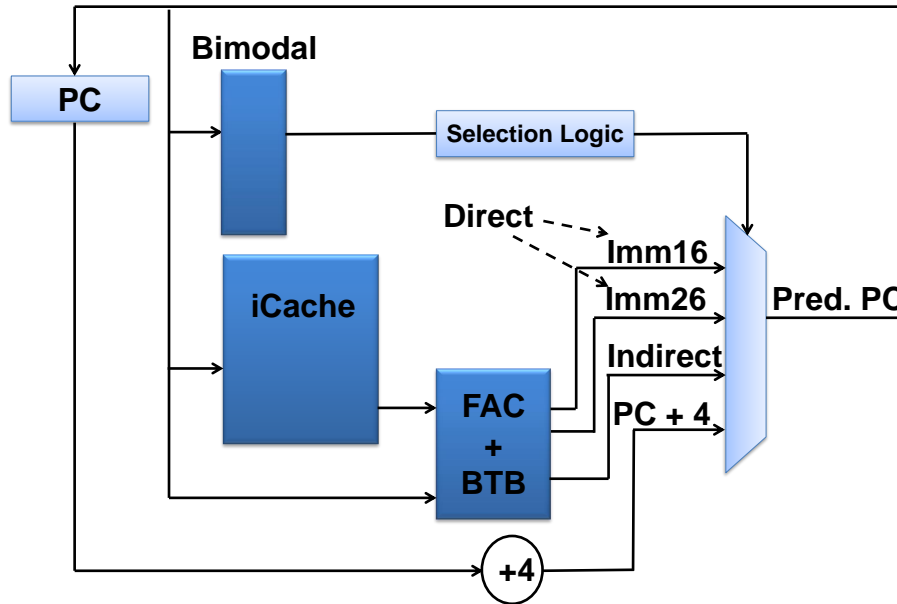 Bimodal
PC
Selection Logic
Direct
Imm16
iCache
Imm26
Pred. PC
Indirect
FAC
+
BTB
PC + 4
+4